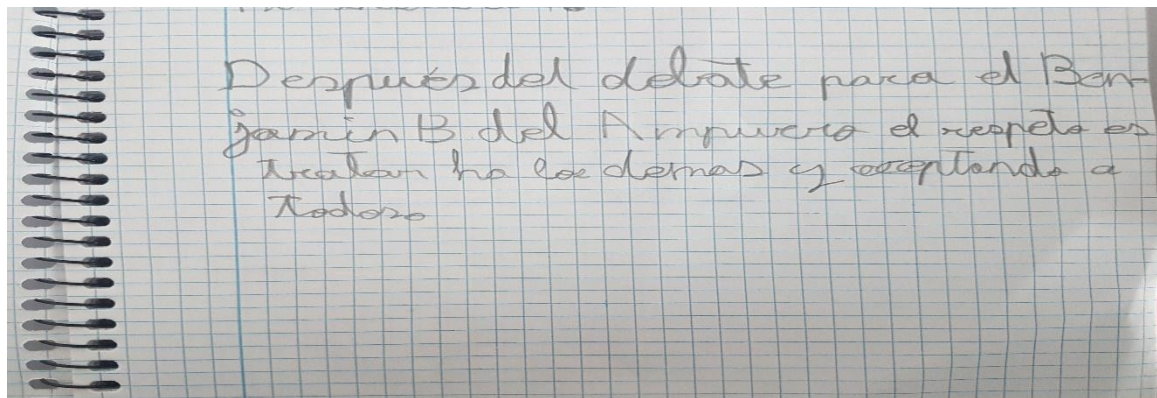 Después del debate para el Ben-
jamin B del Ampuero el respeto es
tratar ha los demas y aceptando a
todos.